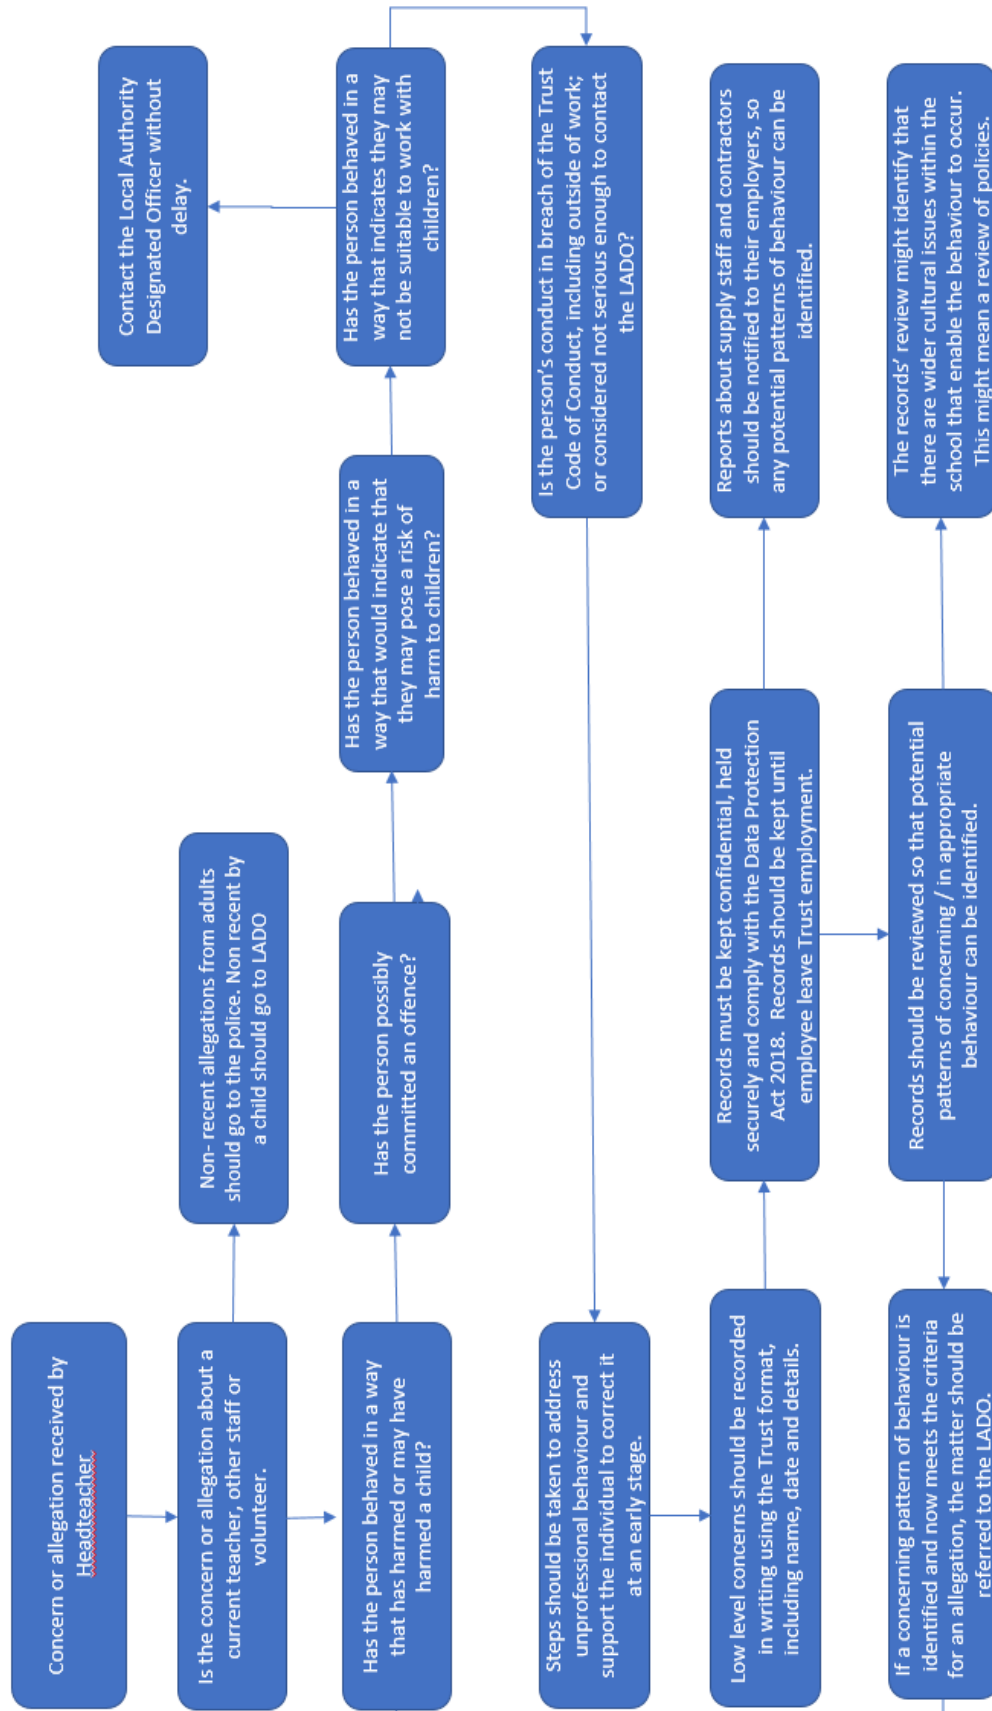 Concern or allegation received by
Headteacher
Is the concern or allegation about a
current teacher, other staff or
volunteer.
Non- recent allegations from adults
should go to the police. Non recent by
a child should go to LADO
Contact the Local Authority
Designated Officer without
delay.
Has the person behaved in a way
that has harmed or may have
harmed a child?
Has the person possibly
committed an offence?
Has the person behaved in a
way that would indicate that
they may pose a risk of
harm to children?
Has the person behaved in a
way that indicates they may
not be suitable to work with
children?
Is the person's conduct in breach of the Trust
Code of Conduct, including outside of work;
or considered not serious enough to contact
the LADO?
Steps should be taken to address
unprofessional behaviour and
support the individual to correct it
at an early stage.
Low level concerns should be recorded
in writing using the Trust format,
including name, date and details.
Records must be kept confidential, held
securely and comply with the Data Protection
Act 2018.  Records should be kept until
employee leave Trust employment.
Reports about supply staff and contractors
should be notified to their employers, so
any potential patterns of behaviour can be
identified.
If a concerning pattern of behaviour is
identified and now meets the criteria
for an allegation, the matter should be
referred to the LADO.
Records should be reviewed so that potential
patterns of concerning / in appropriate
behaviour can be identified.
The records' review might identify that
there are wider cultural issues within the
school that enable the behaviour to occur.
This might mean a review of policies.